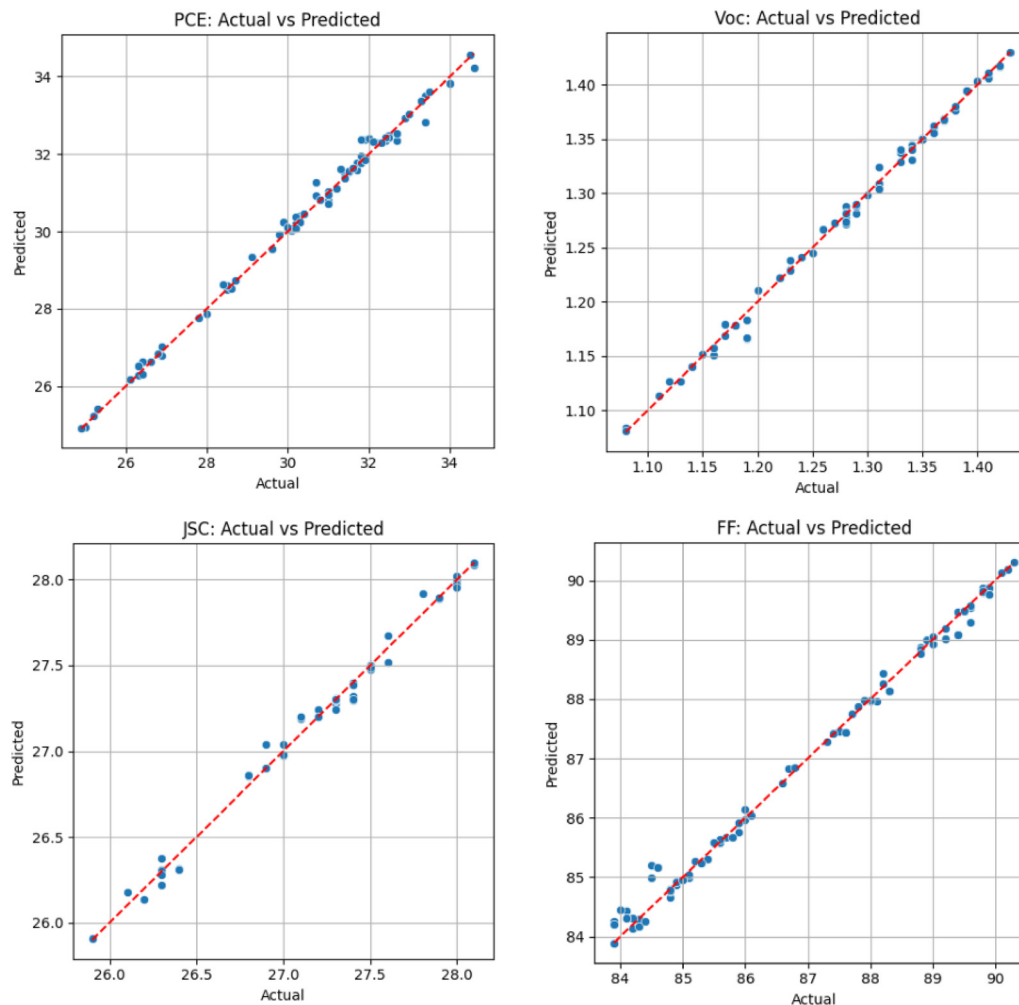 PCE: Actual vs Predicted
34
32
30
28
26
Predicted
26 28 30 32 34
Actual
Voc: Actual vs Predicted
1.40
1.35
1.30
1.25
1.20
1.15
1.10
Predicted
1.10 1.15 1.20 1.25 1.30 1.35 1.40
Actual
JSC: Actual vs Predicted
28.0
27.5
27.0
26.5
26.0
Predicted
26.0 26.5 27.0 27.5 28.0
Actual
FF: Actual vs Predicted
90
89
88
87
86
85
84
Predicted
84 85 86 87 88 89 90
Actual